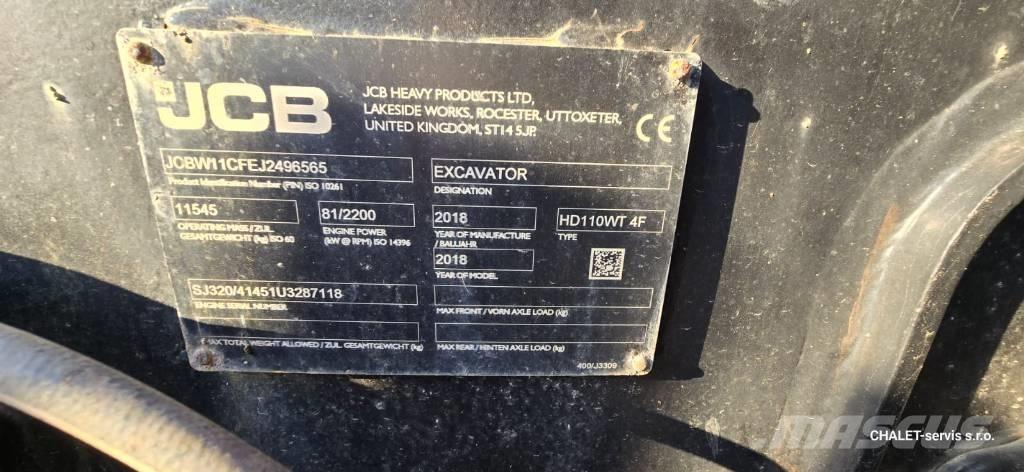 JCB
JCB HEAVY PRODUCTS LTD,
LAKESIDE WORKS, ROCESTER, UTTOXETER,
UNITED KINGDOM, ST14 5JP.
CE
JCBW11CFEJ2496565
Product Identification Number (PIN) ISO 10261
EXCAVATOR
DESIGNATION
11545
OPERATING MASS / ZUL.
GESAMTGEWICHT (kg) ISO 60
81/2200
ENGINE POWER
(kW @ RPM) ISO 14396
2018
YEAR OF MANUFACTURE
/ BAUJAHR
HD110WT 4F
TYPE
2018
YEAR OF MODEL
SJ320/41451U3287118
ENGINE SERIAL NUMBER
MAX FRONT / VORN AXLE LOAD (kg)
MAX TOTAL WEIGHT ALLOWED / ZUL. GESAMTGEWICHT (kg)
MAX REAR / HINTEN AXLE LOAD (kg)
400/J3309
MASCUS
CHALET-servis s.r.o.